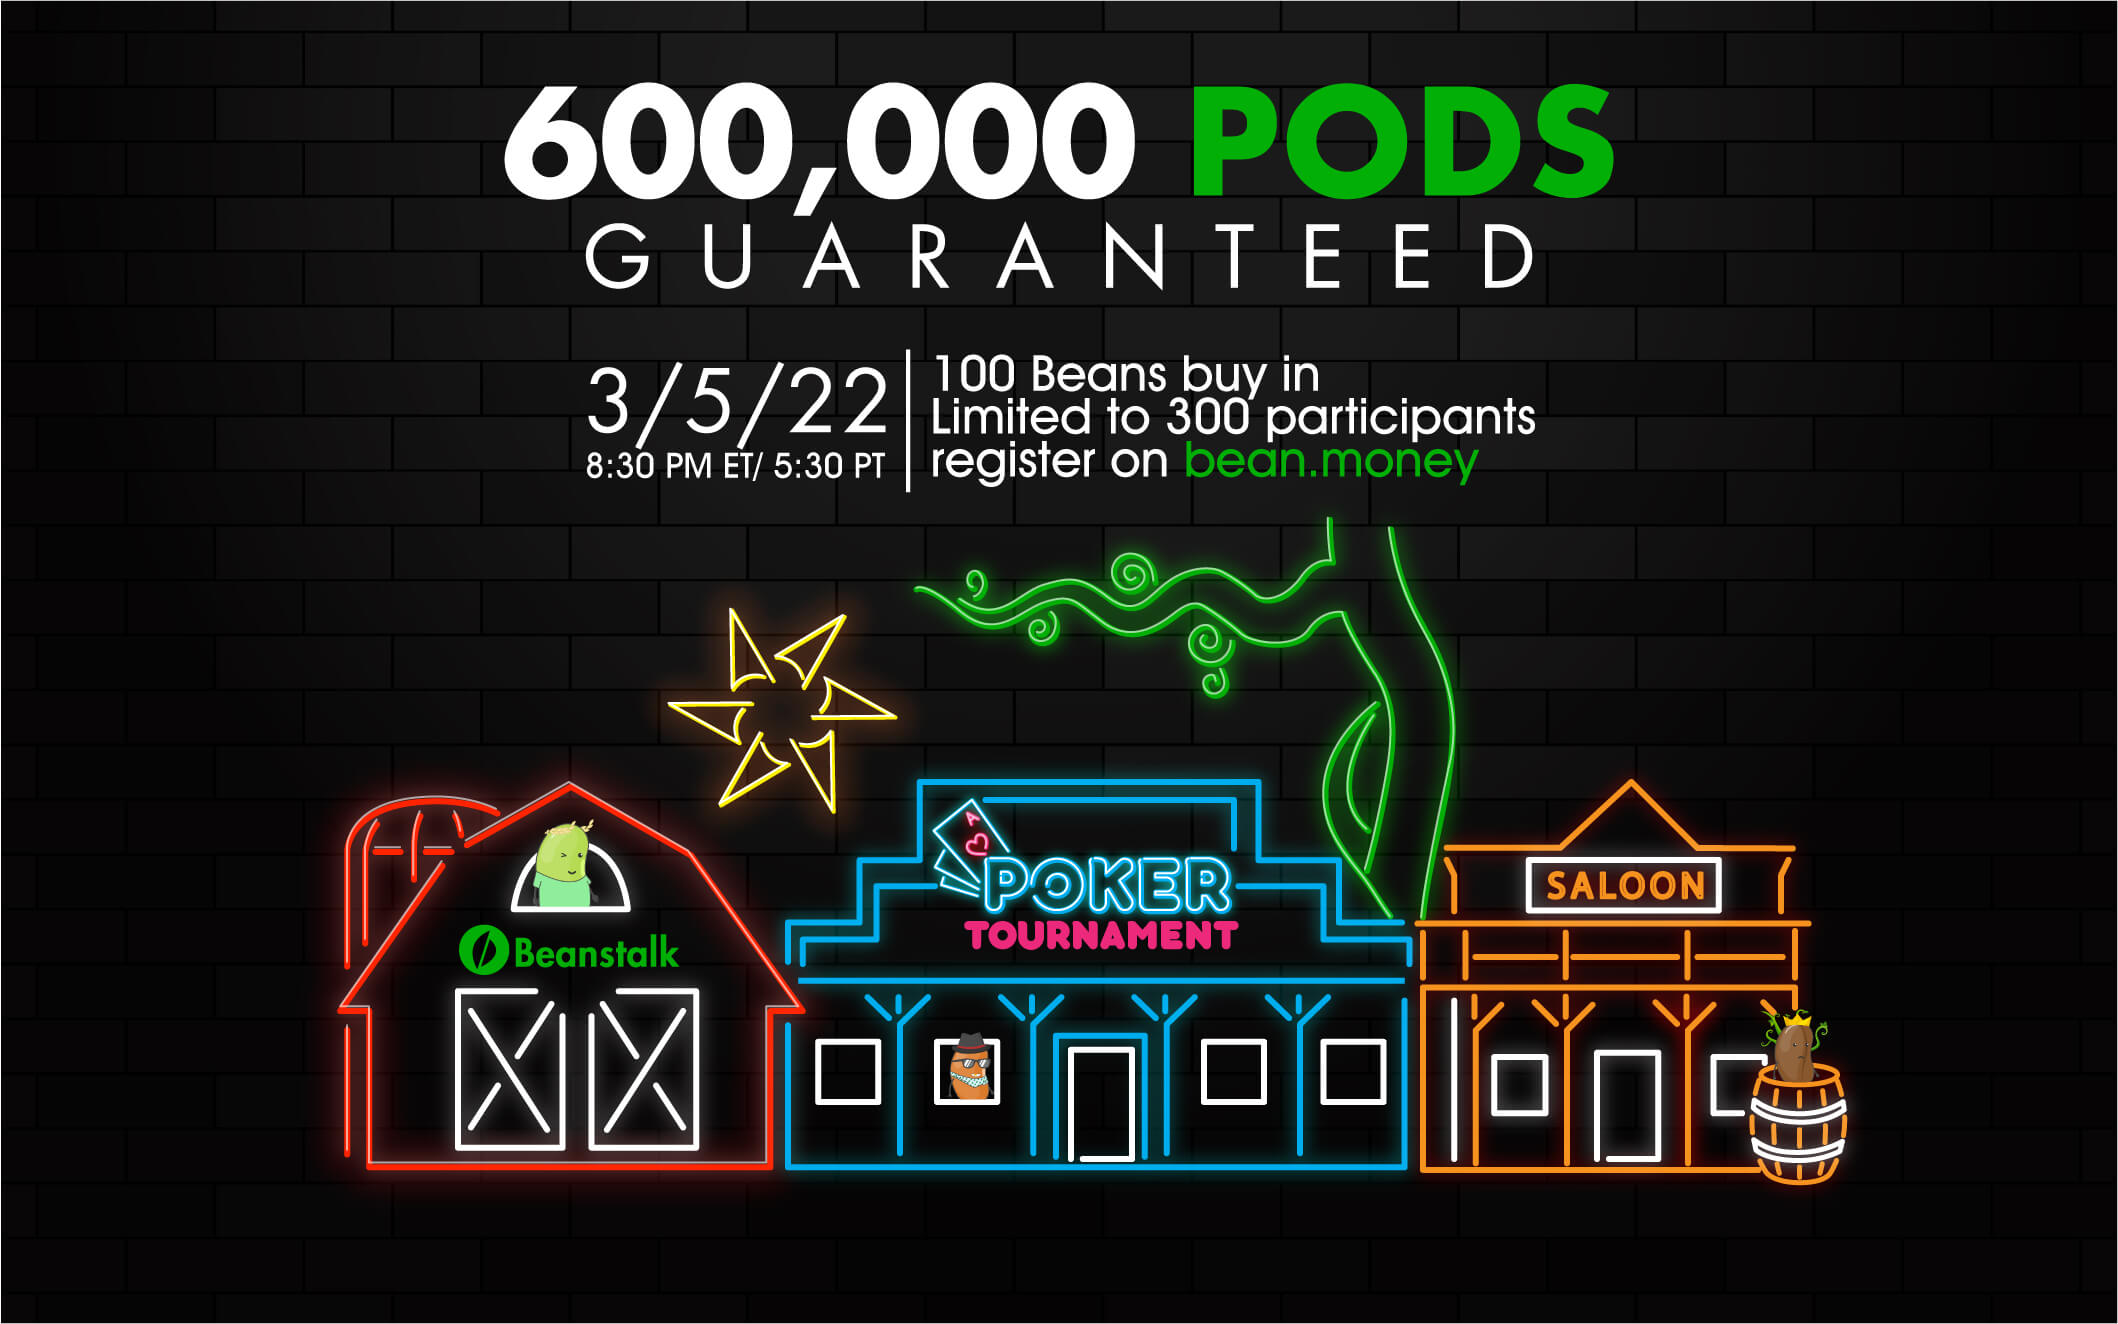 600,000 PODS
GUARANTEED
3/5/22
8:30 PM ET/ 5:30 PT
100 Beans buy in
Limited to 300 participants
register on bean.money
A
POKER
TOURNAMENT
SALOON
Beanstalk